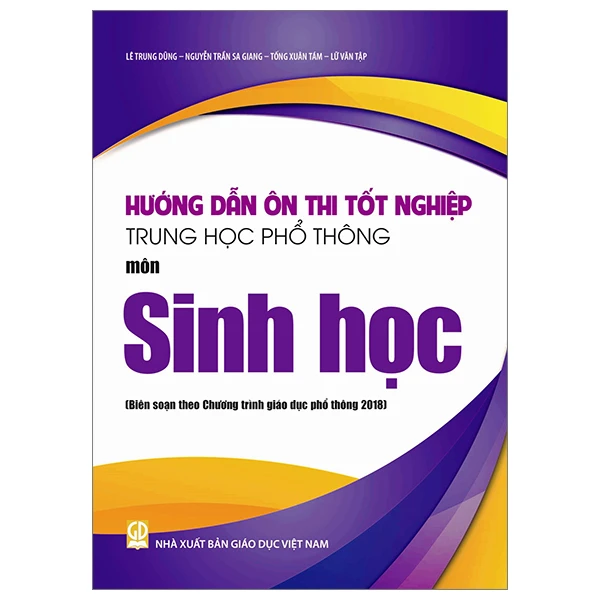 LÊ TRUNG DŨNG – NGUYỄN TRẦN SA GIANG – TỐNG XUÂN TÁM – LỮ VĂN TẬP
HƯỚNG DẪN ÔN THI TỐT NGHIỆP
TRUNG HỌC PHỔ THÔNG
môn
Sinh học
(Biên soạn theo Chương trình giáo dục phổ thông 2018)
GD
NHÀ XUẤT BẢN GIÁO DỤC VIỆT NAM